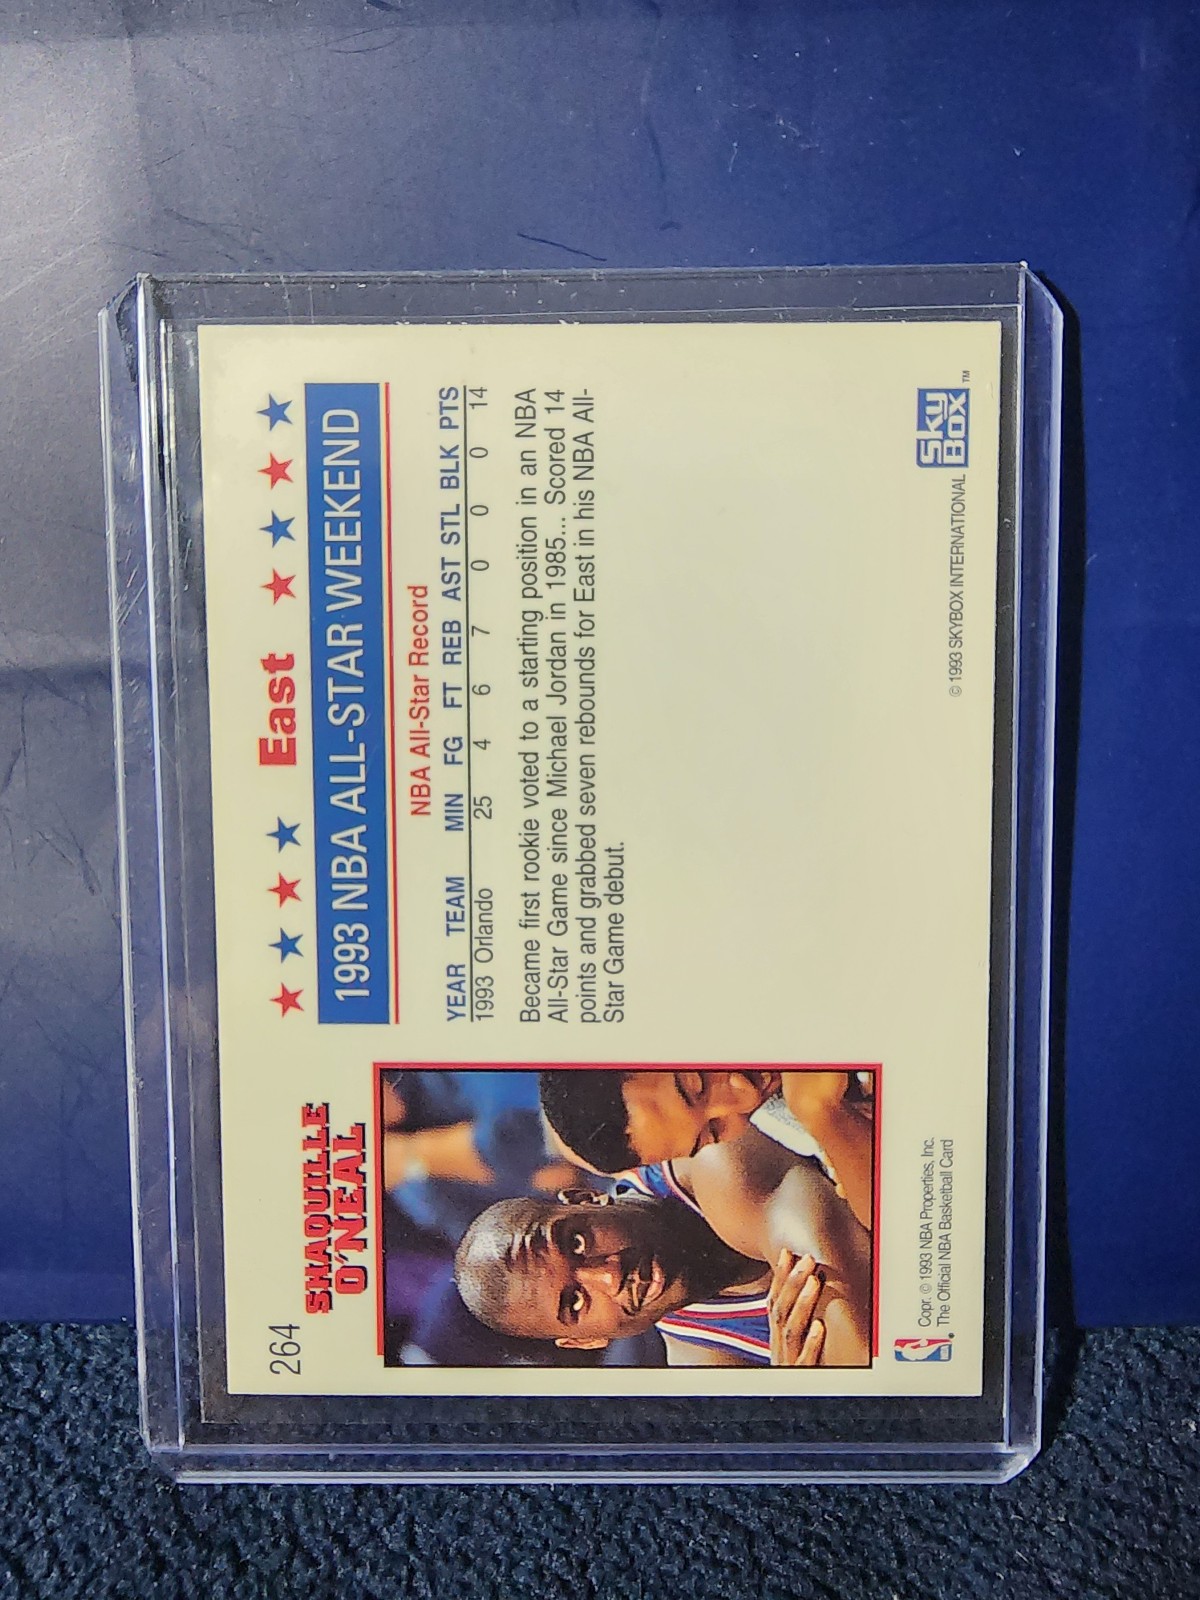 264
SHAQUILLE
O'NEAL
East
1993 NBA ALL-STAR WEEKEND
NBA All-Star Record
YEAR TEAM MIN FG FT REB AST STL BLK PTS
1993 Orlando 25 4 6 7 0 0 0 14
Became first rookie voted to a starting position in an NBA
All-Star Game since Michael Jordan in 1985... Scored 14
points and grabbed seven rebounds for East in his NBA All-
Star Game debut.
Copr. © 1993 NBA Properties, Inc.
The Official NBA Basketball Card
© 1993 SKYBOX INTERNATIONAL
Sky
Box™